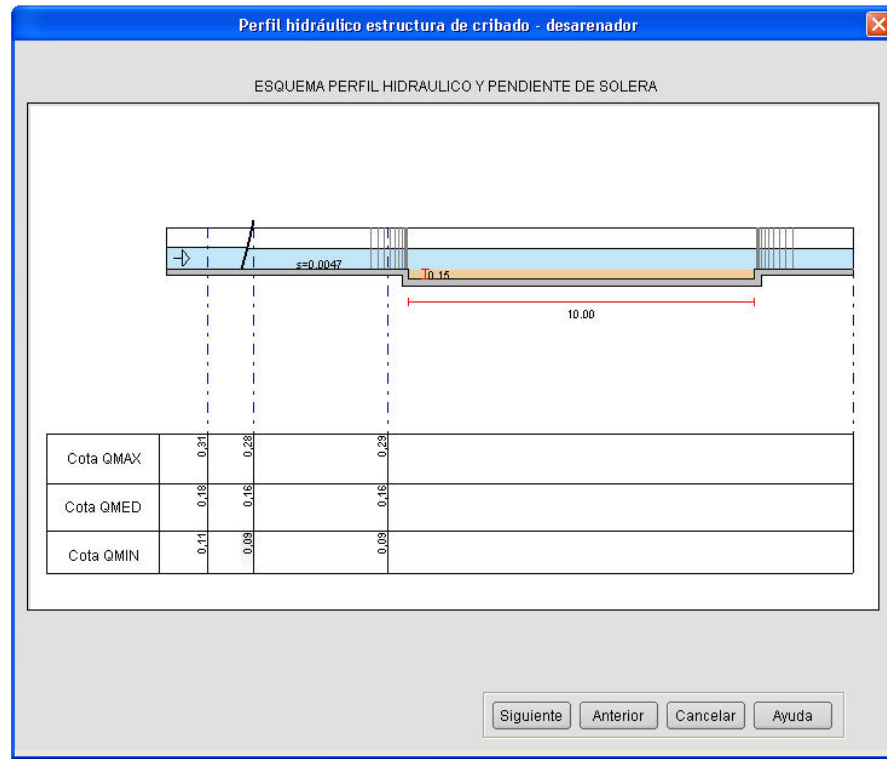 Perfil hidráulico estructura de cribado - desarenador
ESQUEMA PERFIL HIDRAULICO Y PENDIENTE DE SOLERA
s=0.0047
0.15
10.00
Cota QMAX 0,31 0,28 0,29
Cota QMED 0,18 0,16 0,16
Cota QMIN 0,11 0,09 0,09
Siguiente Anterior Cancelar Ayuda